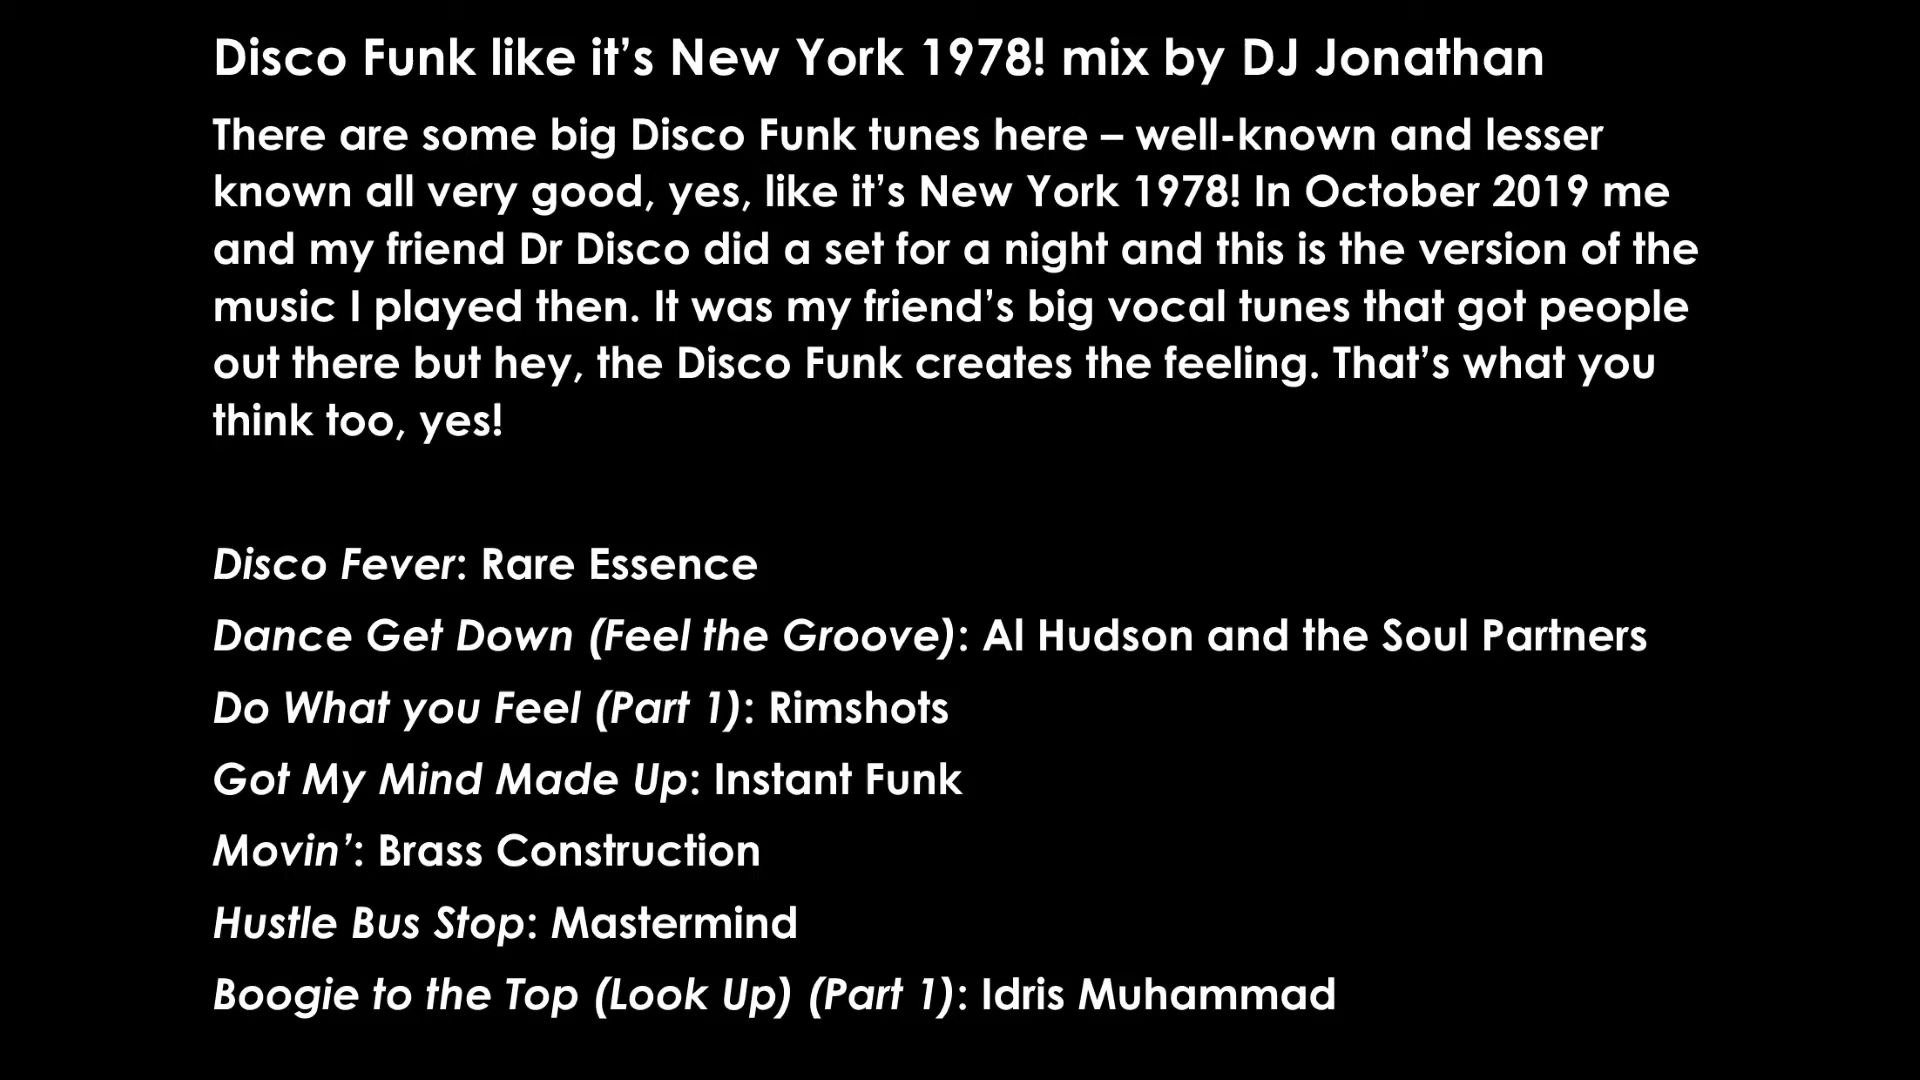 Disco Funk like it’s New York 1978! mix by DJ Jonathan
There are some big Disco Funk tunes here – well-known and lesser
known all very good, yes, like it’s New York 1978! In October 2019 me
and my friend Dr Disco did a set for a night and this is the version of the
music I played then. It was my friend’s big vocal tunes that got people
out there but hey, the Disco Funk creates the feeling. That’s what you
think too, yes!
Disco Fever: Rare Essence
Dance Get Down (Feel the Groove): Al Hudson and the Soul Partners
Do What you Feel (Part 1): Rimshots
Got My Mind Made Up: Instant Funk
Movin’: Brass Construction
Hustle Bus Stop: Mastermind
Boogie to the Top (Look Up) (Part 1): Idris Muhammad